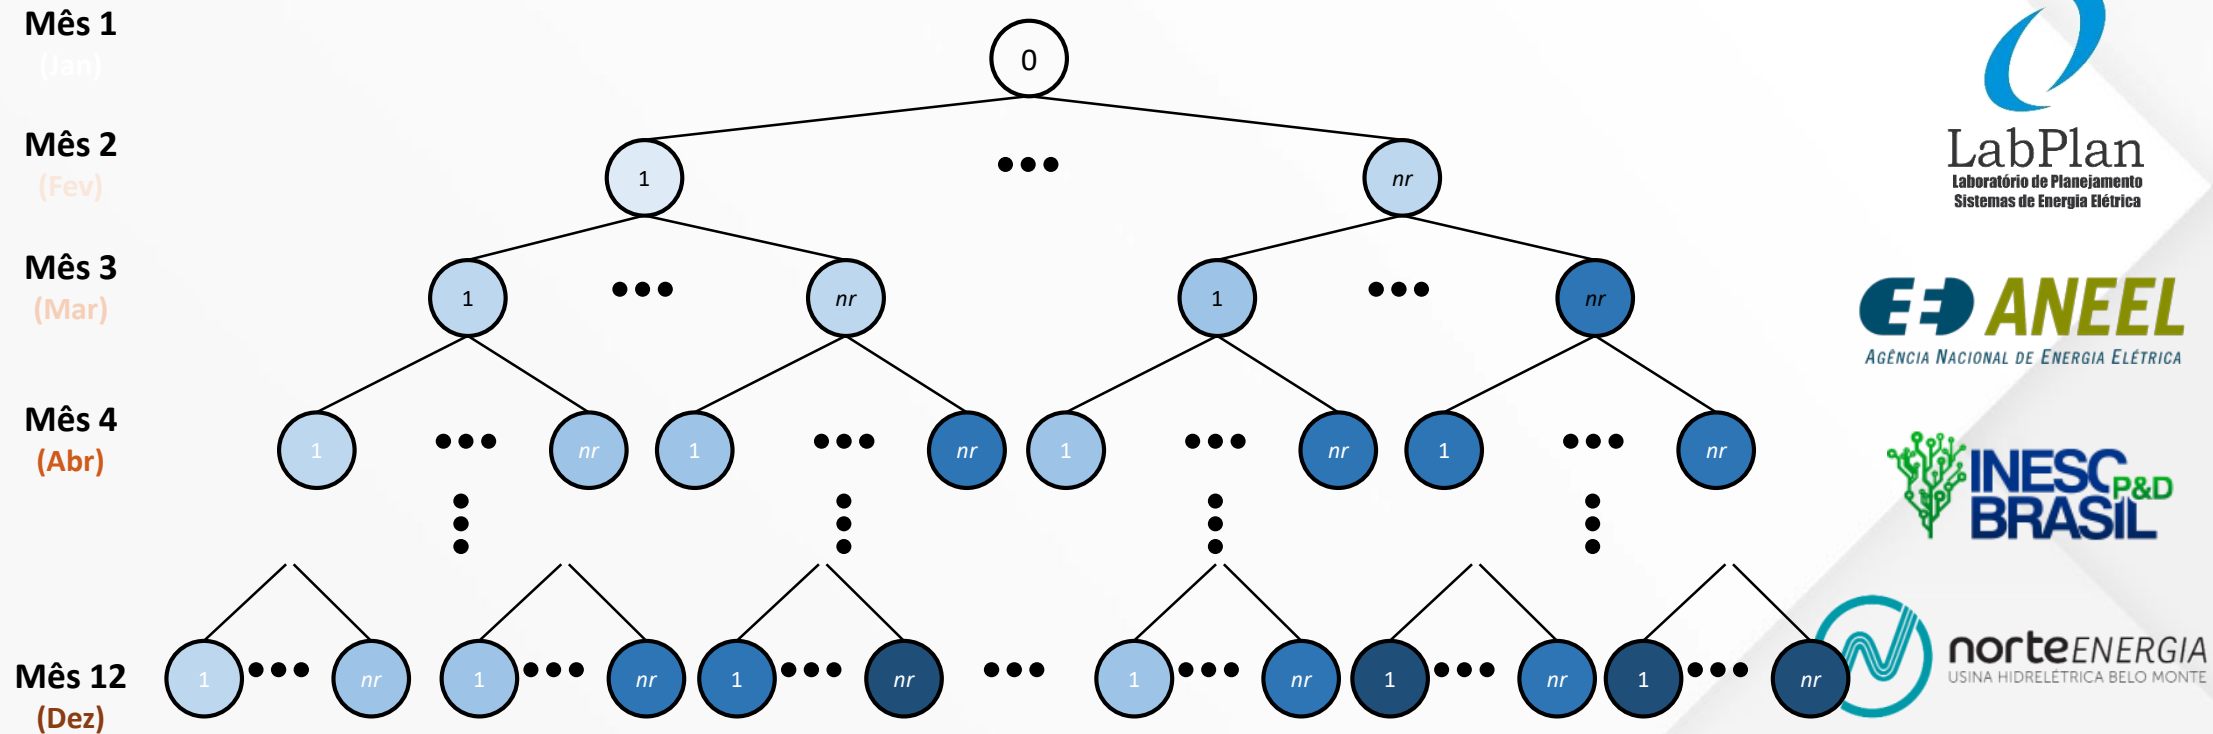 Mês 1
(Jan)
0
Mês 2
(Fev)
1
nr
Mês 3
(Mar)
1
nr
1
nr
Mês 4
(Abr)
1
nr
1
nr
1
nr
1
nr
Mês 12
(Dez)
1
nr
1
nr
1
nr
1
nr
1
nr
1
nr
LabPlan
Laboratório de Planejamento
Sistemas de Energia Elétrica
ANEEL
AGÊNCIA NACIONAL DE ENERGIA ELÉTRICA
INESC P&D
BRASIL
norteENERGIA
USINA HIDRELÉTRICA BELO MONTE